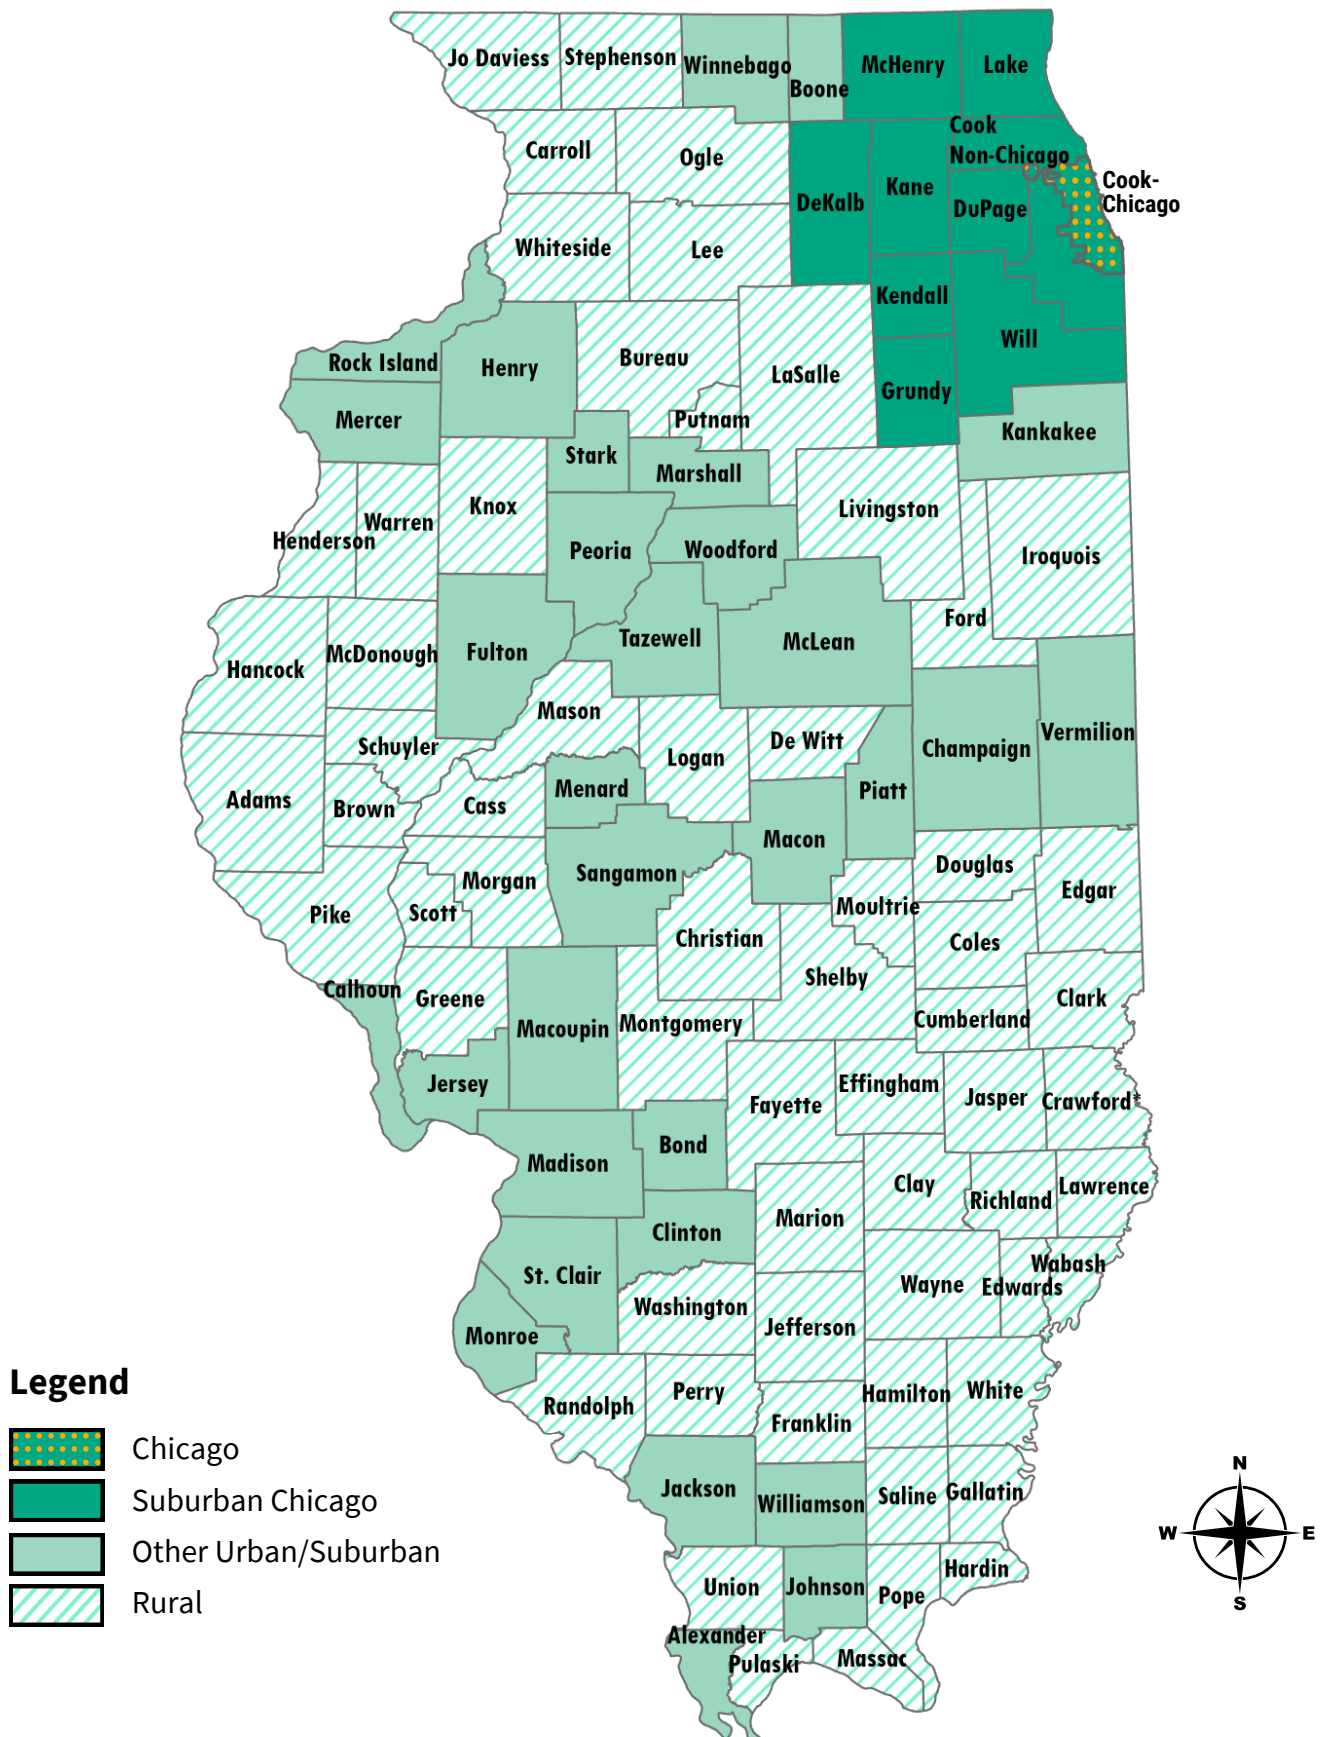 Jo Daviess
Stephenson
Winnebago
Boone
McHenry
Lake
Carroll
Ogle
DeKalb
Kane
Cook
Non-Chicago
DuPage
Cook-
Chicago
Whiteside
Lee
Kendall
Will
Rock Island
Henry
Bureau
LaSalle
Grundy
Mercer
Putnam
Kankakee
Stark
Marshall
Henderson
Warren
Knox
Peoria
Woodford
Livingston
Iroquois
Ford
Hancock
McDonough
Fulton
Tazewell
McLean
Mason
Schuyler
Logan
De Witt
Champaign
Vermilion
Adams
Brown
Cass
Menard
Piatt
Macon
Pike
Scott
Morgan
Sangamon
Christian
Moultrie
Douglas
Edgar
Coles
Shelby
Calhoun
Greene
Macoupin
Montgomery
Cumberland
Clark
Jersey
Fayette
Effingham
Jasper
Crawford*
Madison
Bond
Clay
Richland
Lawrence
Clinton
Marion
St. Clair
Washington
Wayne
Edwards
Wabash
Monroe
Jefferson
Randolph
Perry
Franklin
Hamilton
White
Jackson
Williamson
Saline
Gallatin
Union
Johnson
Pope
Hardin
Alexander
Pulaski
Massac
Legend
Chicago
Suburban Chicago
Other Urban/Suburban
Rural
N
W
E
S